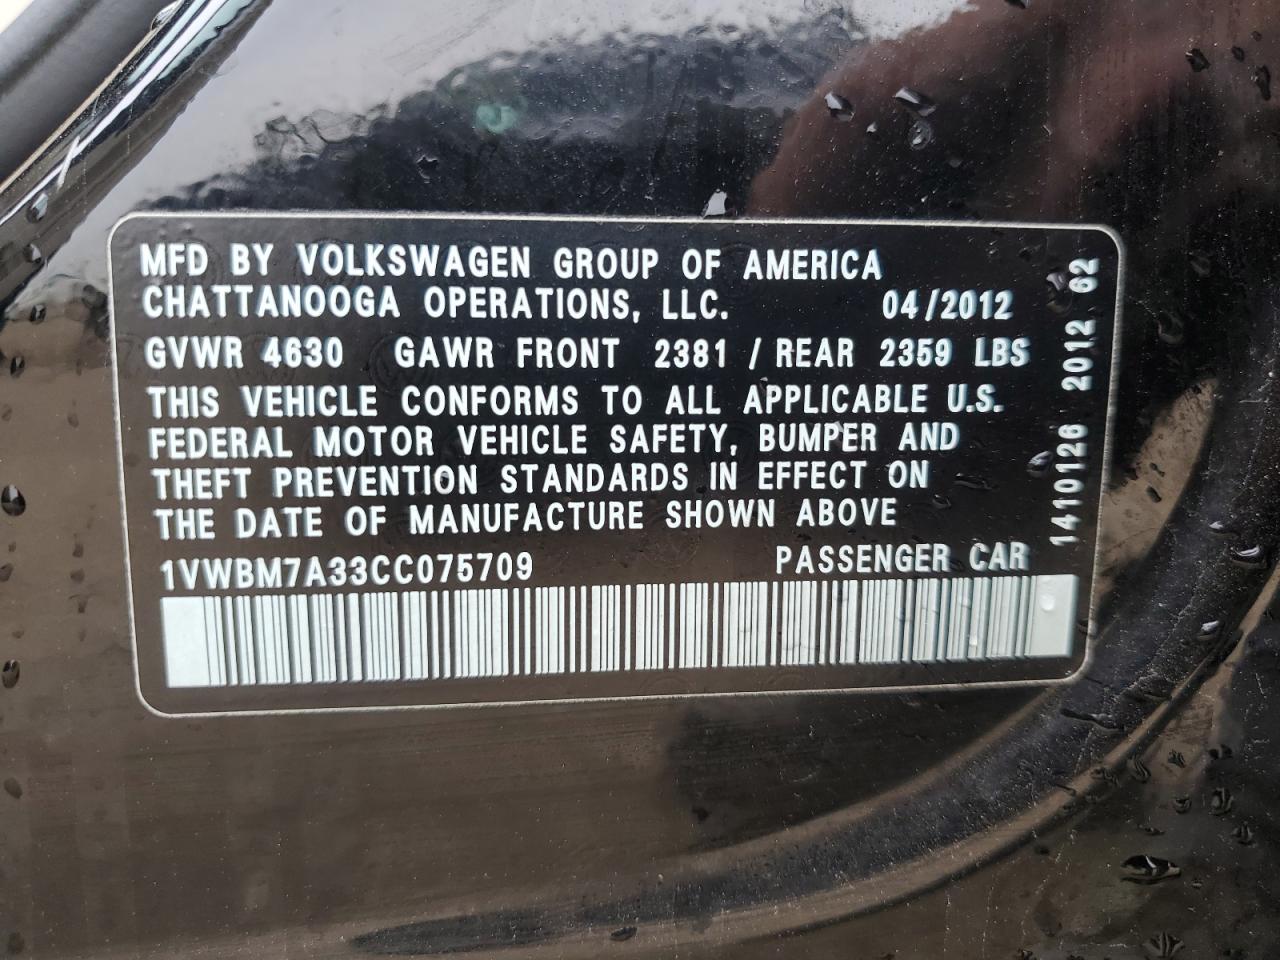 MFD BY VOLKSWAGEN GROUP OF AMERICA
CHATTANOOGA OPERATIONS, LLC. 04/2012
GVWR 4630 GAWR FRONT 2381 / REAR 2359 LBS
THIS VEHICLE CONFORMS TO ALL APPLICABLE U.S.
FEDERAL MOTOR VEHICLE SAFETY, BUMPER AND
THEFT PREVENTION STANDARDS IN EFFECT ON
THE DATE OF MANUFACTURE SHOWN ABOVE
1VWBM7A33CC075709 PASSENGER CAR
1410126 2012 62